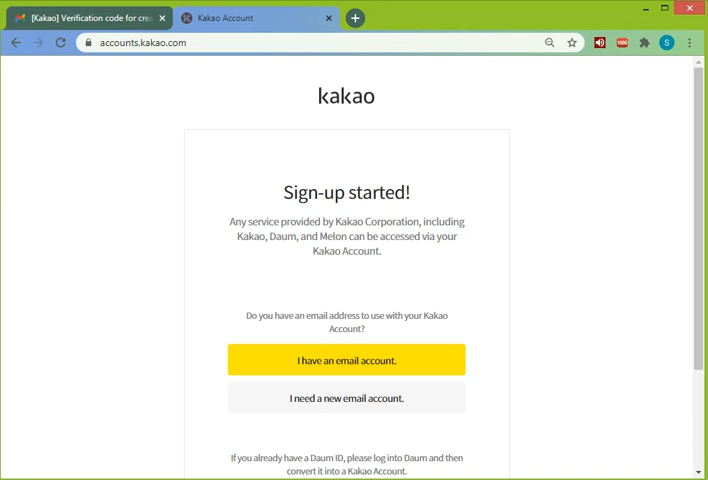 [Kakao] Verification code for crea
Kakao Account
accounts.kakao.com
1080
S
kakao
Sign-up started!
Any service provided by Kakao Corporation, including
Kakao, Daum, and Melon can be accessed via your
Kakao Account.
Do you have an email address to use with your Kakao
Account?
I have an email account.
I need a new email account.
If you already have a Daum ID, please log into Daum and then
convert it into a Kakao Account.